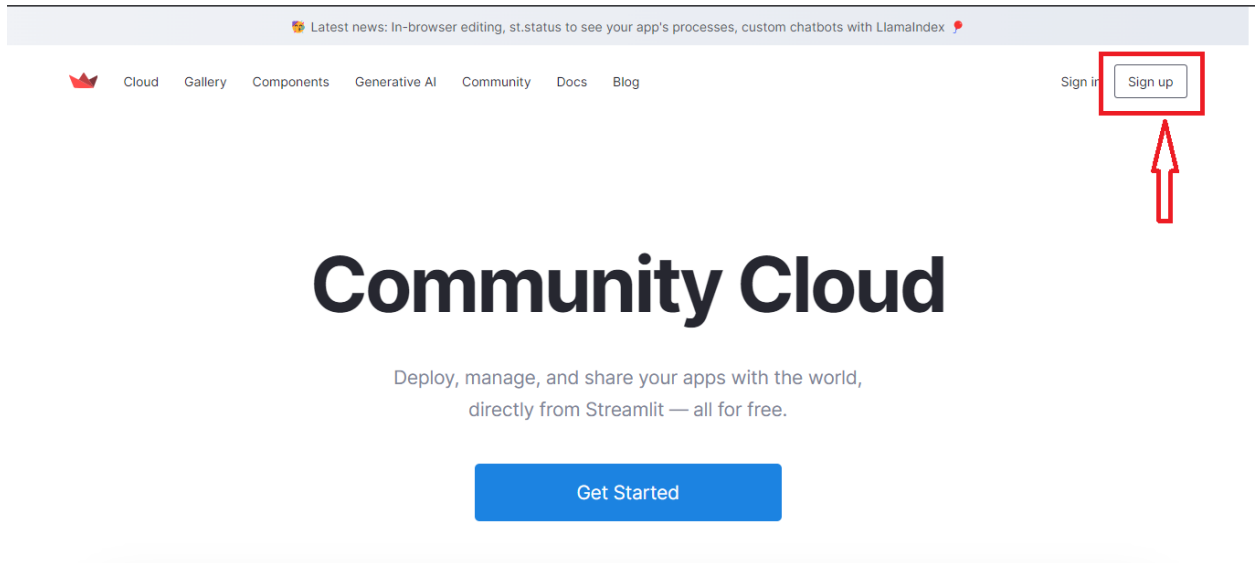 Latest news: In-browser editing, st.status to see your app's processes, custom chatbots with LlamaIndex
Cloud Gallery Components Generative AI Community Docs Blog Sign in Sign up
Community Cloud
Deploy, manage, and share your apps with the world,
directly from Streamlit — all for free.
Get Started